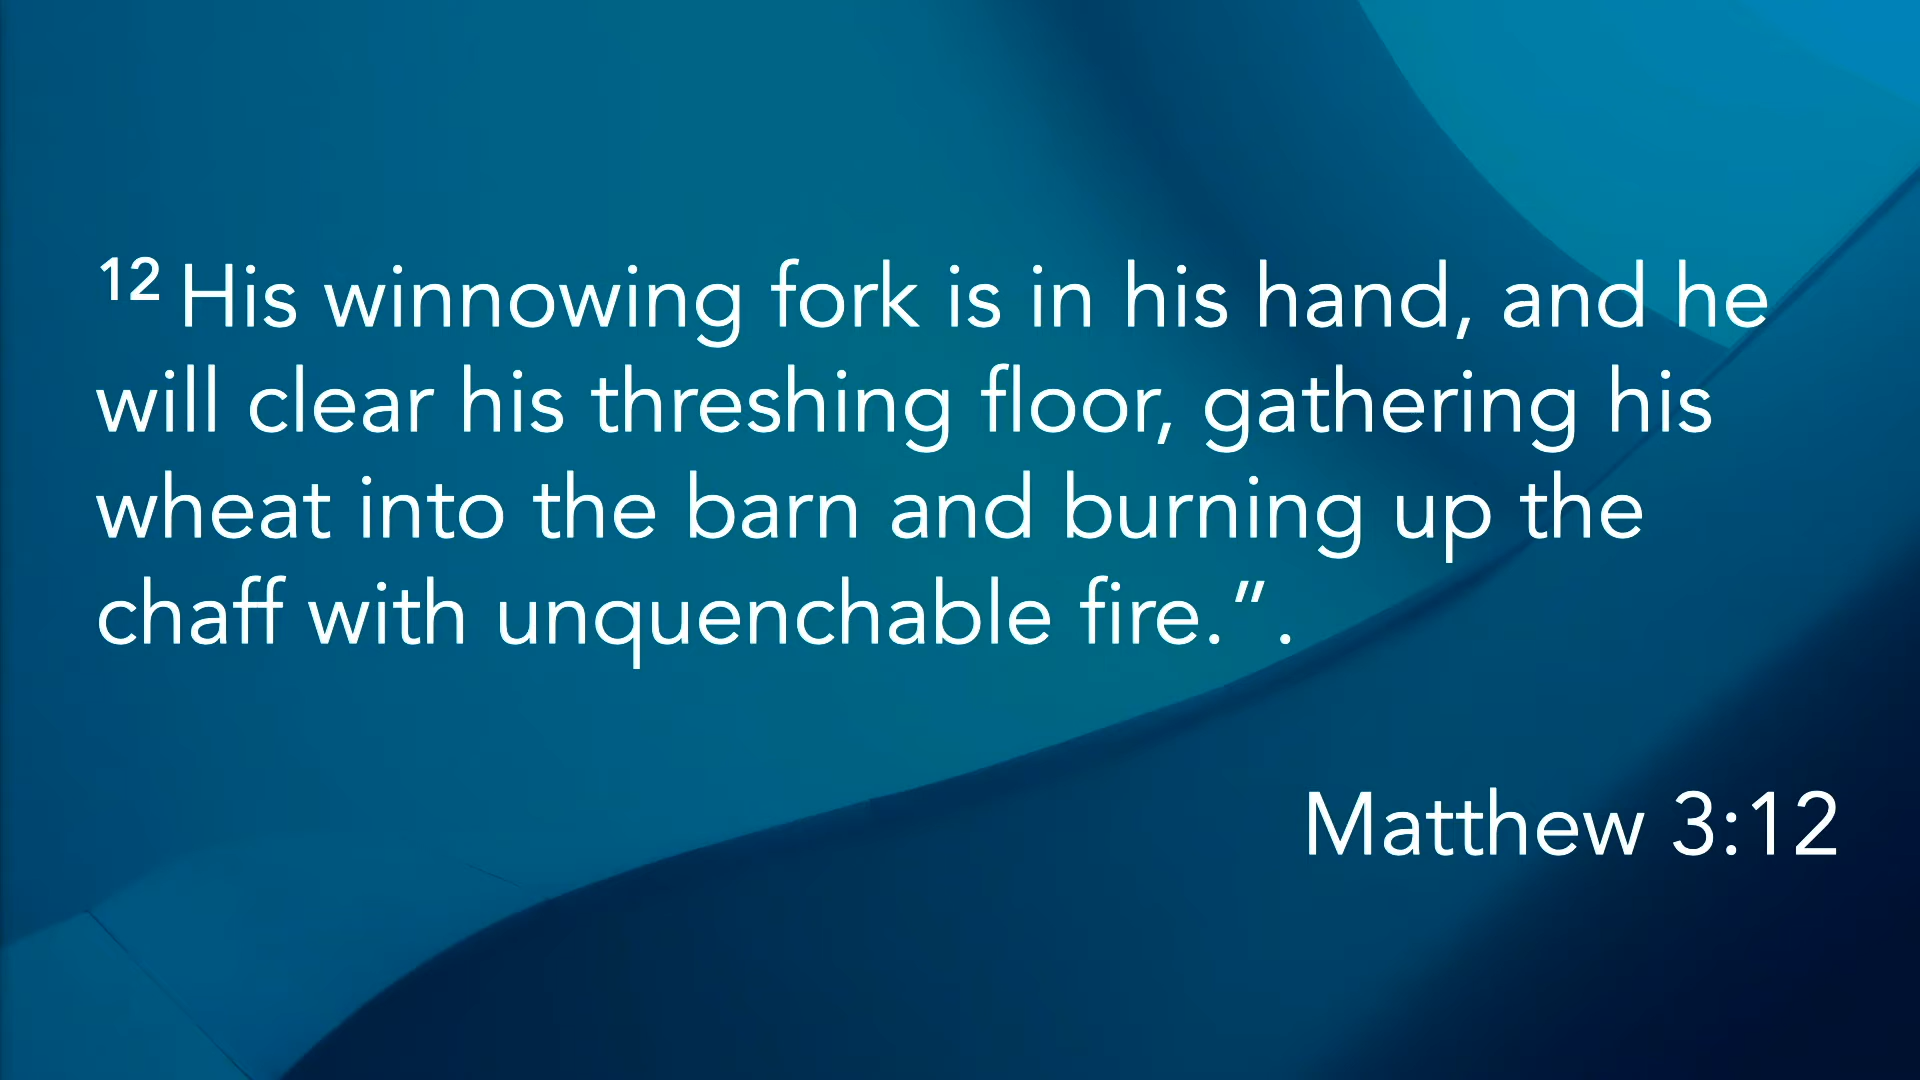 12 His winnowing fork is in his hand, and he
will clear his threshing floor, gathering his
wheat into the barn and burning up the
chaff with unquenchable fire.”.
Matthew 3:12